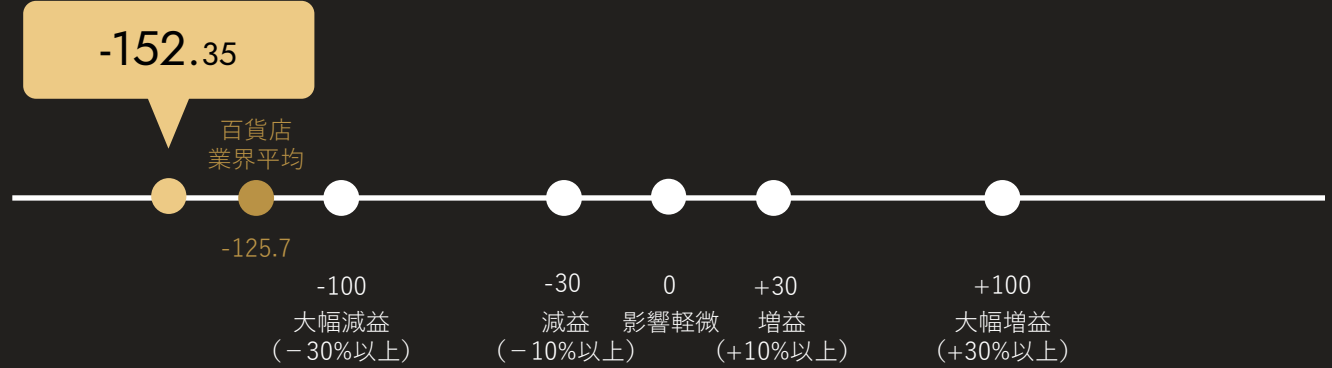 -152.35
百貨店
業界平均
-125.7
-100
大幅減益
（－30%以上）
-30
減益
（－10%以上）
0
影響軽微
+30
増益
（+10%以上）
+100
大幅増益
（+30%以上）